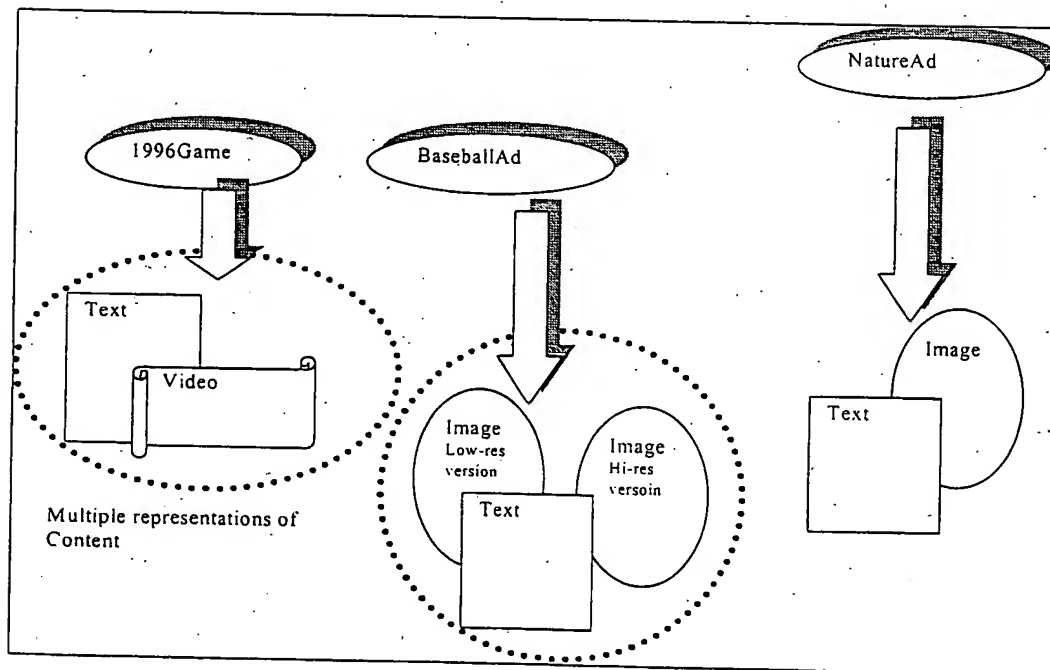 NatureAd
1996Game
BaseballAd
Text
Video
Image
Low-res
version
Image
Hi-res
versoin
Text
Image
Text
Multiple representations of
Content